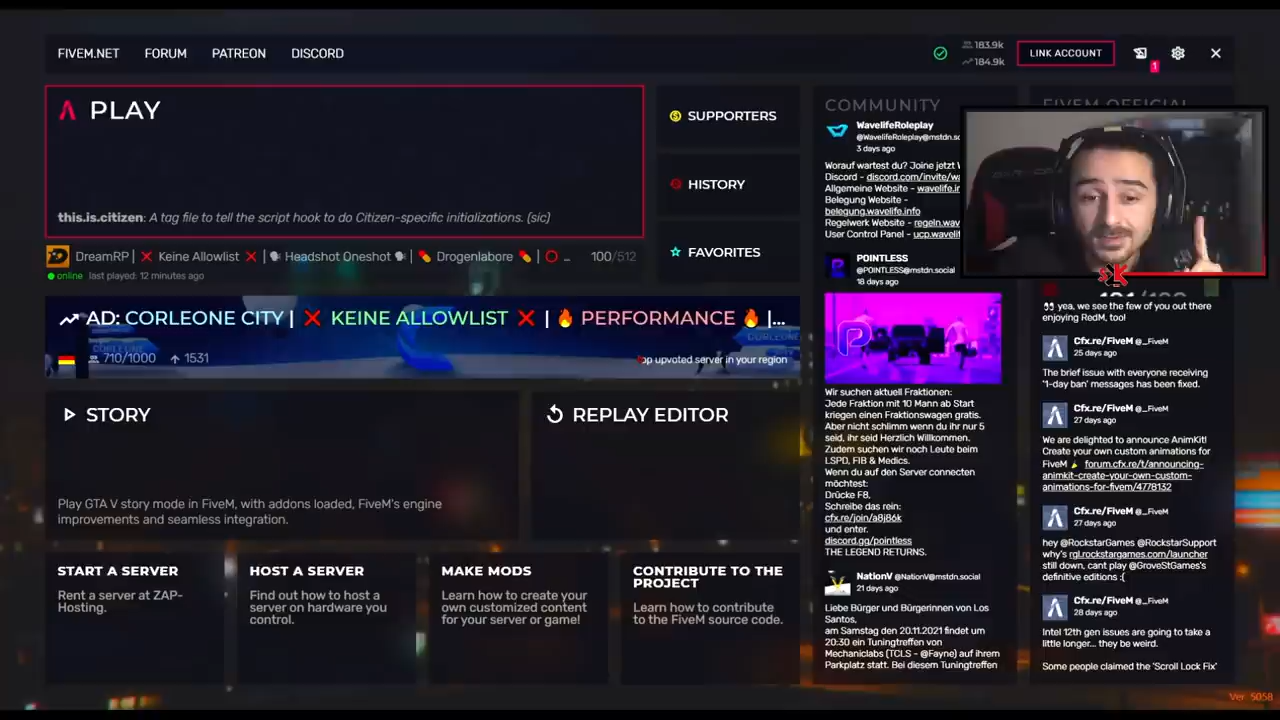 FIVEM.NET FORUM PATREON DISCORD
183.9k
184.9k
LINK ACCOUNT
1
PLAY
this.is.citizen: A tag file to tell the script hook to do Citizen-specific initializations. (sic)
DreamRP | ❌ Keine Allowlist ❌ | 🗣 Headshot Oneshot 🗣 | 💊 Drogenlabore 💊 | ⭕ ... 100/512
online last played: 12 minutes ago
SUPPORTERS
HISTORY
FAVORITES
AD: CORLEONE CITY | ❌ KEINE ALLOWLIST ❌ | 🔥 PERFORMANCE 🔥 |...
710/1000 1531
op upvoted server in your region
STORY
Play GTA V story mode in FiveM, with addons loaded, FiveM's engine
improvements and seamless integration.
REPLAY EDITOR
START A SERVER
Rent a server at ZAP-
Hosting.
HOST A SERVER
Find out how to host a
server on hardware you
control.
MAKE MODS
Learn how to create your
own customized content
for your server or game!
CONTRIBUTE TO THE
PROJECT
Learn how to contribute
to the FiveM source code.
COMMUNITY
WavelifeRoleplay
@WavelifeRoleplay@mstdn.sc
3 days ago
Worauf wartest du? Joine jetzt W
Discord - discord.com/invite/wa
Allgemeine Website - wavelife.ir
Belegung Website -
belegung.wavelife.info
Regelwerk Website - regeln.wav
User Control Panel - ucp.wavelif
POINTLESS
@POINTLESS@mstdn.social
18 days ago
Wir suchen aktuell Fraktionen:
Jede Fraktion mit 10 Mann ab Start
kriegen einen Fraktionswagen gratis.
Aber nicht schlimm wenn du ihr nur 5
seid, ihr seid Herzlich Willkommen.
Zudem suchen wir noch Leute beim
LSPD, FIB & Medics.
Wenn du auf den Server connecten
möchtest:
Drücke F8,
Schreibe das rein:
cfx.re/join/a8j86k
und enter.
discord.gg/pointless
THE LEGEND RETURNS.
NationV @NationV@mstdn.social
21 days ago
Liebe Bürger und Bürgerinnen von Los
Santos,
am Samstag den 20.11.2021 findet um
20:30 ein Tuningtreffen von
Mechaniclabs (TCLS - @Fayne) auf ihrem
Parkplatz statt. Bei diesem Tuningtreffen
FIVEM OFFICIAL
yea, we see the few of you out there
enjoying RedM, too!
Cfx.re/FiveM @_FiveM
25 days ago
The brief issue with everyone receiving
'1-day ban' messages has been fixed.
Cfx.re/FiveM @_FiveM
27 days ago
We are delighted to announce AnimKit!
Create your own custom animations for
FiveM forum.cfx.re/t/announcing-
animkit-create-your-own-custom-
animations-for-fivem/4778132
Cfx.re/FiveM @_FiveM
27 days ago
hey @RockstarGames @RockstarSupport
why's rgl.rockstargames.com/launcher
still down, cant play @GroveStGames's
definitive editions :(
Cfx.re/FiveM @_FiveM
28 days ago
Intel 12th gen issues are going to take a
little longer... they be weird.
Some people claimed the 'Scroll Lock Fix'
Ver. 5058